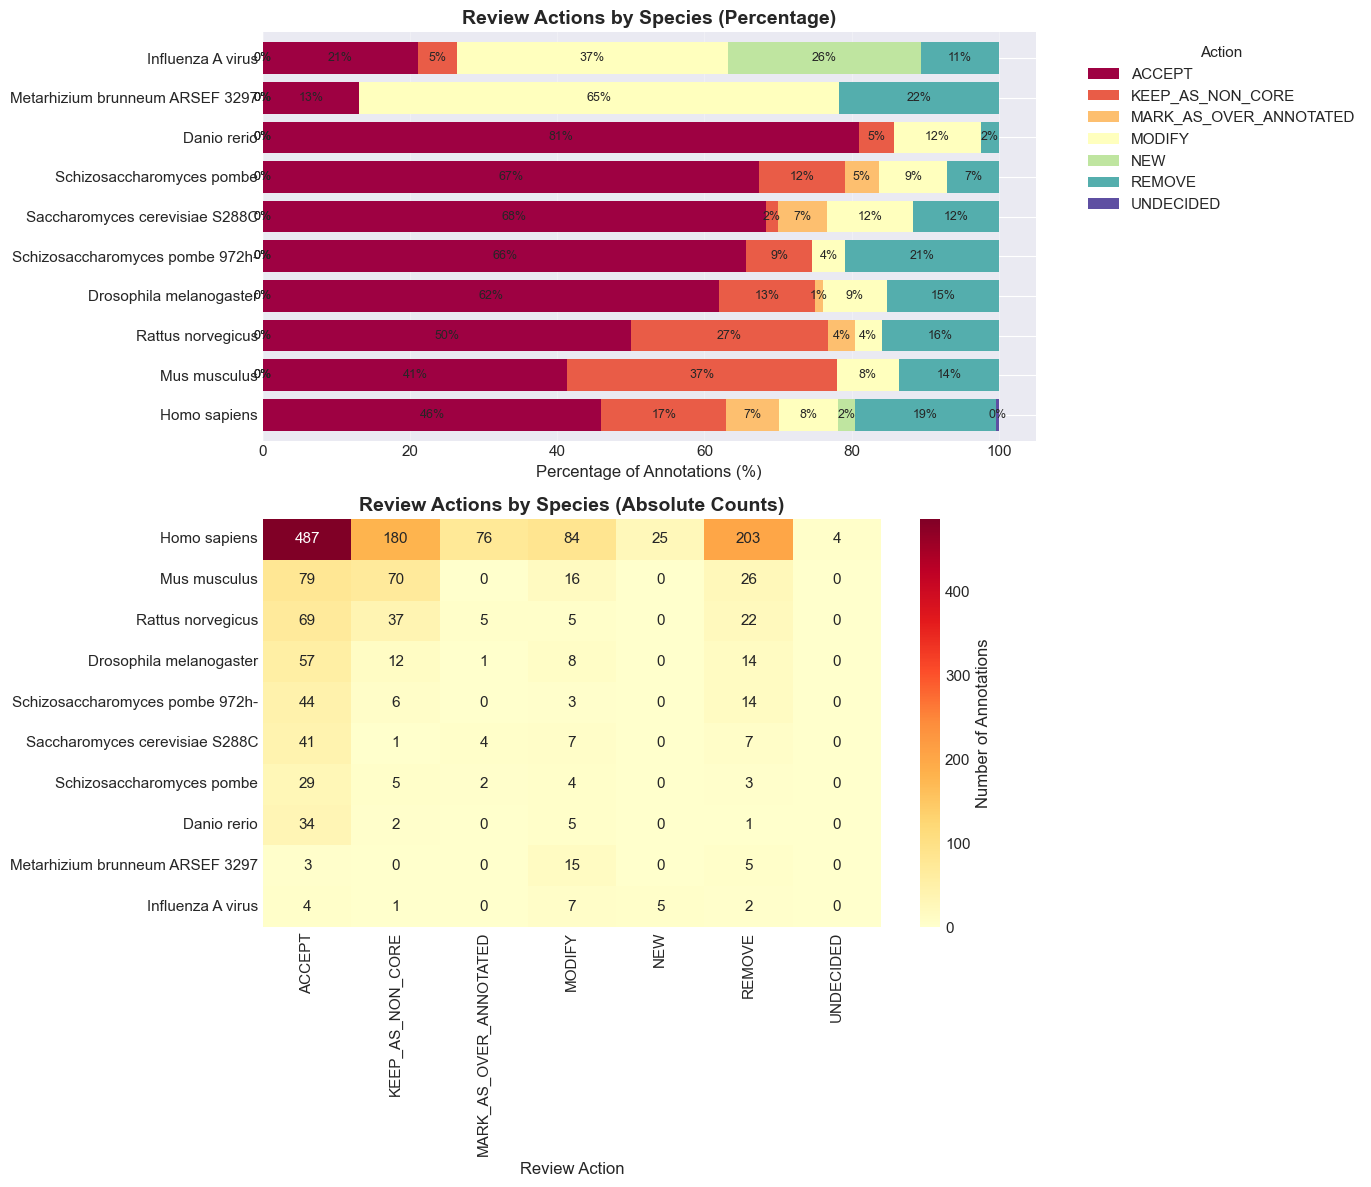 Review Actions by Species (Percentage)
Influenza A virus 0% 21% 5% 37% 26% 11%
Metarhizium brunneum ARSEF 3297 0% 13% 65% 22%
Danio rerio 0% 81% 5% 12% 2%
Schizosaccharomyces pombe 0% 67% 12% 5% 9% 7%
Saccharomyces cerevisiae S288C 0% 68% 2% 7% 12% 12%
Schizosaccharomyces pombe 972h- 0% 66% 9% 4% 21%
Drosophila melanogaster 0% 62% 13% 1% 9% 15%
Rattus norvegicus 0% 50% 27% 4% 4% 16%
Mus musculus 0% 41% 37% 8% 14%
Homo sapiens 46% 17% 7% 8% 2% 19% 0%
0 20 40 60 80 100
Percentage of Annotations (%)
Action
ACCEPT
KEEP_AS_NON_CORE
MARK_AS_OVER_ANNOTATED
MODIFY
NEW
REMOVE
UNDECIDED
Review Actions by Species (Absolute Counts)
Homo sapiens 487 180 76 84 25 203 4
Mus musculus 79 70 0 16 0 26 0
Rattus norvegicus 69 37 5 5 0 22 0
Drosophila melanogaster 57 12 1 8 0 14 0
Schizosaccharomyces pombe 972h- 44 6 0 3 0 14 0
Saccharomyces cerevisiae S288C 41 1 4 7 0 7 0
Schizosaccharomyces pombe 29 5 2 4 0 3 0
Danio rerio 34 2 0 5 0 1 0
Metarhizium brunneum ARSEF 3297 3 0 0 15 0 5 0
Influenza A virus 4 1 0 7 5 2 0
ACCEPT
KEEP_AS_NON_CORE
MARK_AS_OVER_ANNOTATED
MODIFY
NEW
REMOVE
UNDECIDED
Review Action
400
300
200
100
0
Number of Annotations